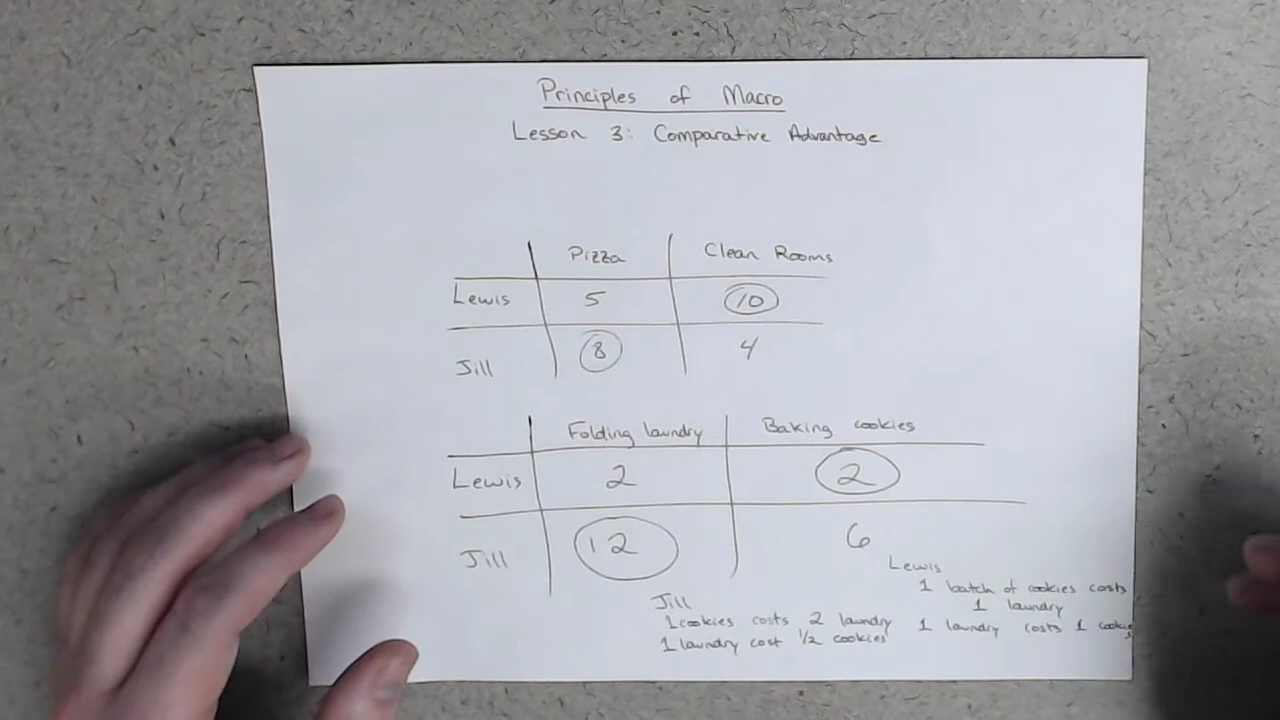 Principles of Macro
Lesson 3: Comparative Advantage
Pizza Clean Rooms
Lewis 5 10
Jill 8 4
Folding laundry Baking cookies
Lewis 2 2
Jill 12 6
Lewis
1 batch of cookies costs
1 laundry
1 laundry costs 1 cookies
Jill
1 cookies costs 2 laundry
1 laundry cost 1/2 cookies